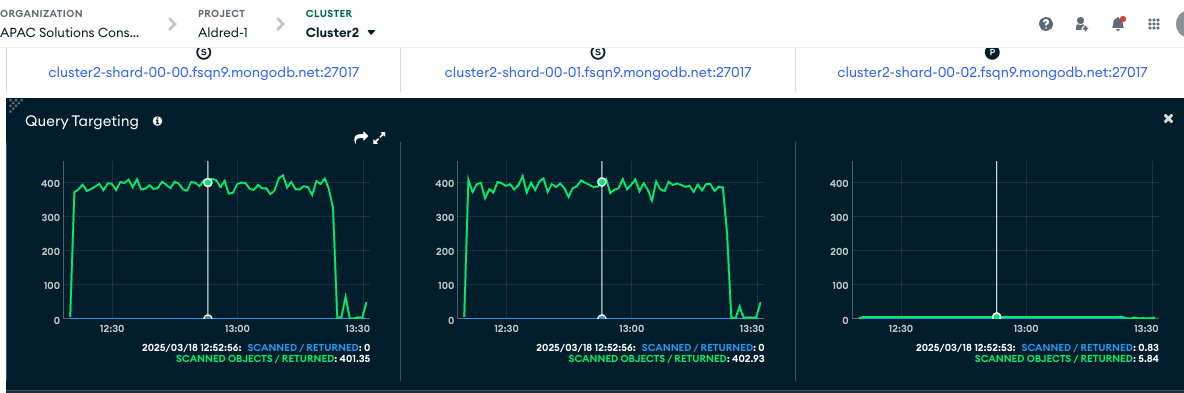 ORGANIZATION
APAC Solutions Cons...
PROJECT
Aldred-1
CLUSTER
Cluster2
S
cluster2-shard-00-00.fsqn9.mongodb.net:27017
S
cluster2-shard-00-01.fsqn9.mongodb.net:27017
P
cluster2-shard-00-02.fsqn9.mongodb.net:27017
Query Targeting
400
300
200
100
0
12:30 13:00 13:30
2025/03/18 12:52:56: SCANNED / RETURNED: 0
SCANNED OBJECTS / RETURNED: 401.35
400
300
200
100
0
12:30 13:00 13:30
2025/03/18 12:52:56: SCANNED / RETURNED: 0
SCANNED OBJECTS / RETURNED: 402.93
400
300
200
100
0
12:30 13:00 13:30
2025/03/18 12:52:53: SCANNED / RETURNED: 0.83
SCANNED OBJECTS / RETURNED: 5.84